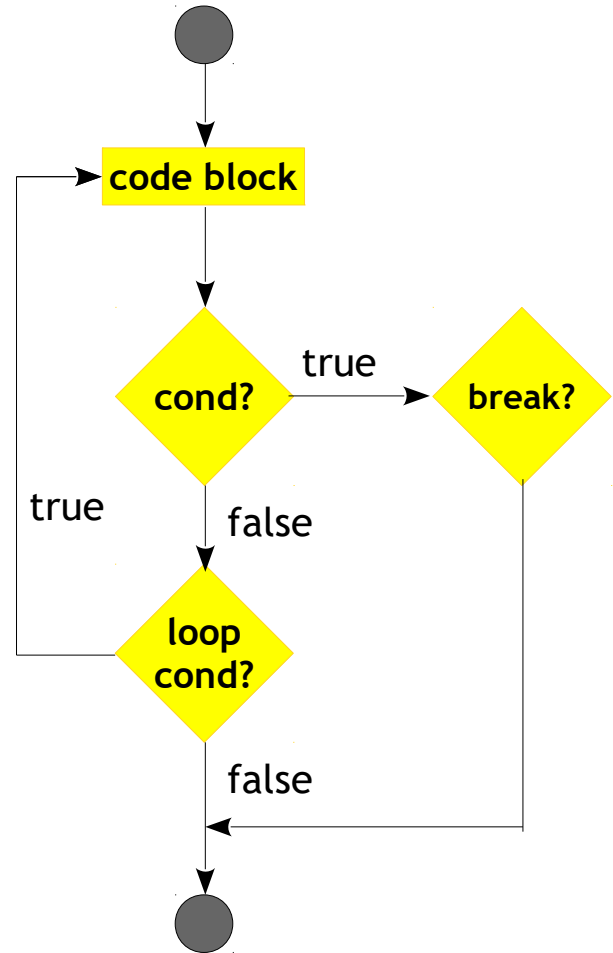 code block
true
cond?
break?
true
false
loop
cond?
false